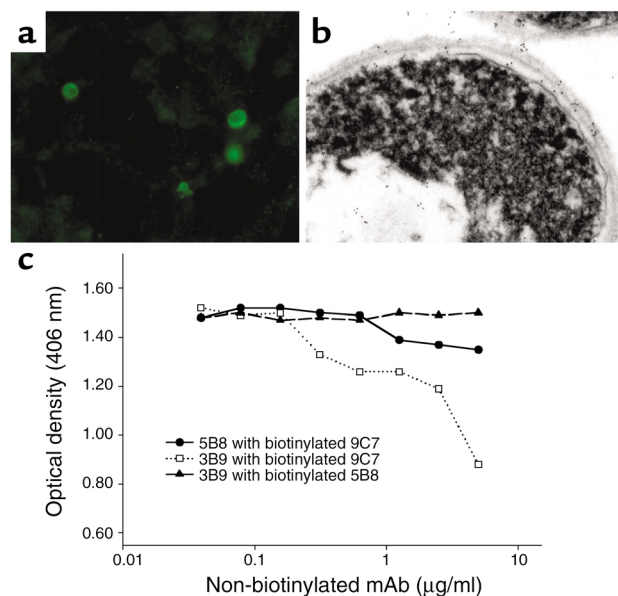 a
b
c
Optical density (406 nm)
1.60
1.40
1.20
1.00
0.80
0.60
5B8 with biotinylated 9C7
3B9 with biotinylated 9C7
3B9 with biotinylated 5B8
0.01
0.1
1
10
Non-biotinylated mAb (μg/ml)